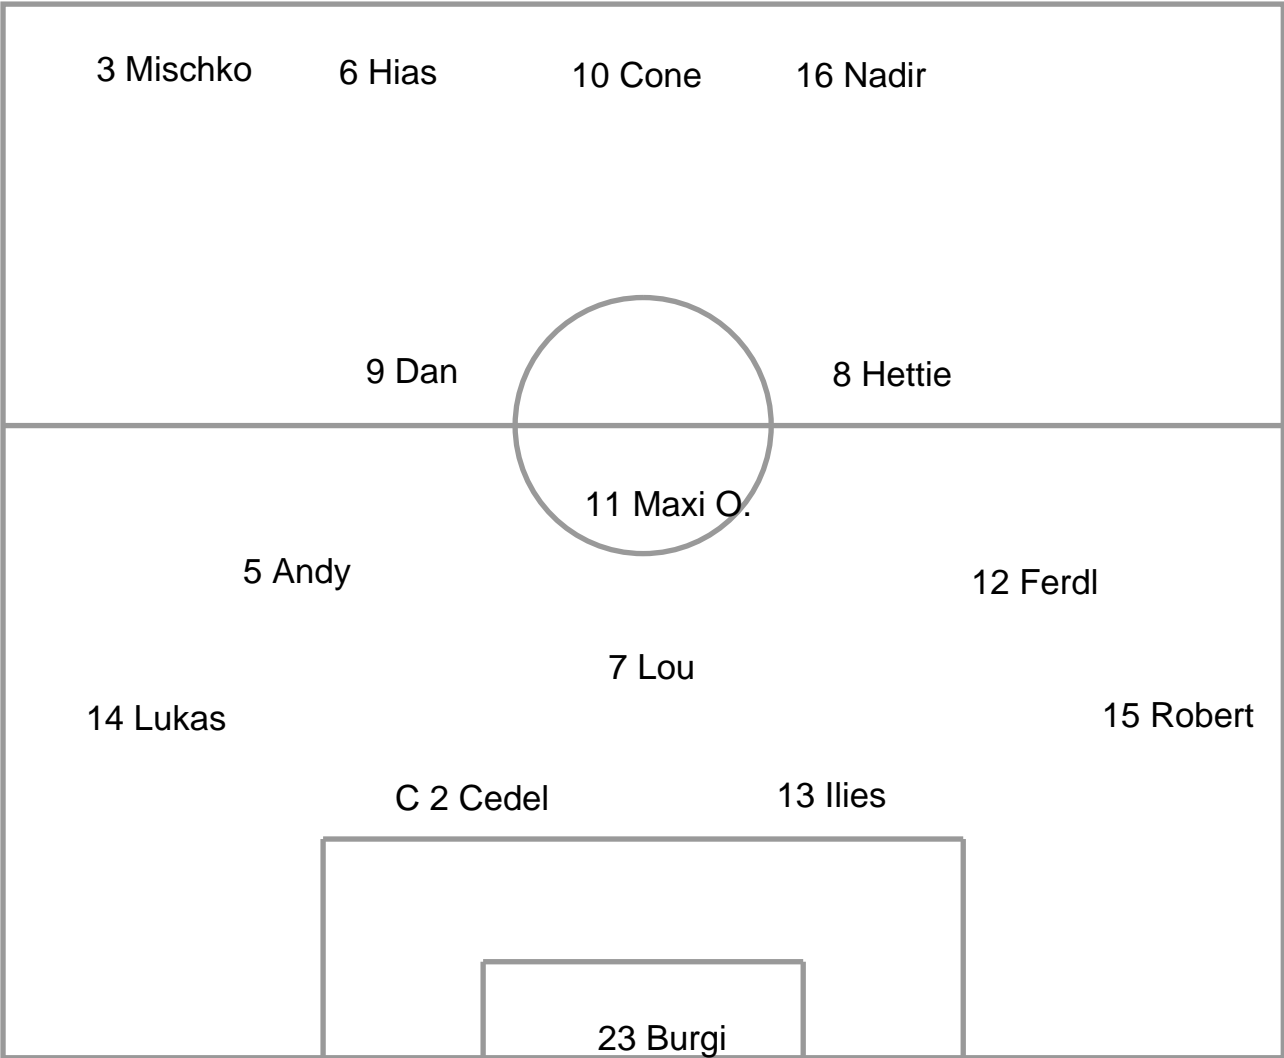 3 Mischko
6 Hias
10 Cone
16 Nadir
9 Dan
8 Hettie
11 Maxi O.
5 Andy
12 Ferdl
7 Lou
14 Lukas
15 Robert
C 2 Cedel
13 Ilies
23 Burgi